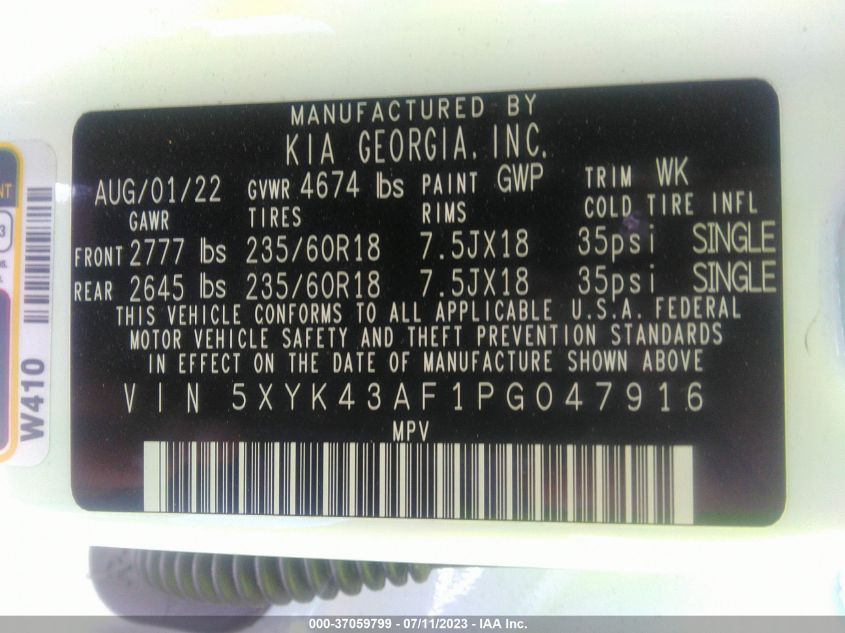 MANUFACTURED BY
KIA GEORGIA, INC.
AUG/01/22 GVWR 4674 lbs PAINT GWP TRIM WK
GAWR TIRES RIMS COLD TIRE INFL
FRONT 2777 lbs 235/60R18 7.5JX18 35psi SINGLE
REAR 2645 lbs 235/60R18 7.5JX18 35psi SINGLE
THIS VEHICLE CONFORMS TO ALL APPLICABLE U.S.A. FEDERAL
MOTOR VEHICLE SAFETY AND THEFT PREVENTION STANDARDS
IN EFFECT ON THE DATE OF MANUFACTURE SHOWN ABOVE
VIN 5XYK43AF1PG047916
MPV
W410
000-37059799 - 07/11/2023 - IAA Inc.